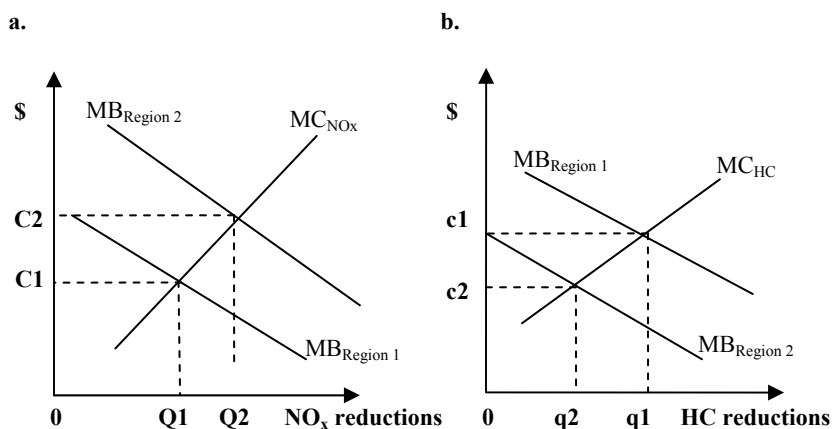 a.
$
MB Region 2
MC NOx
C2
C1
MB Region 1
0 Q1 Q2 NOx reductions
b.
$
MB Region 1
MC HC
c1
c2
MB Region 2
0 q2 q1 HC reductions